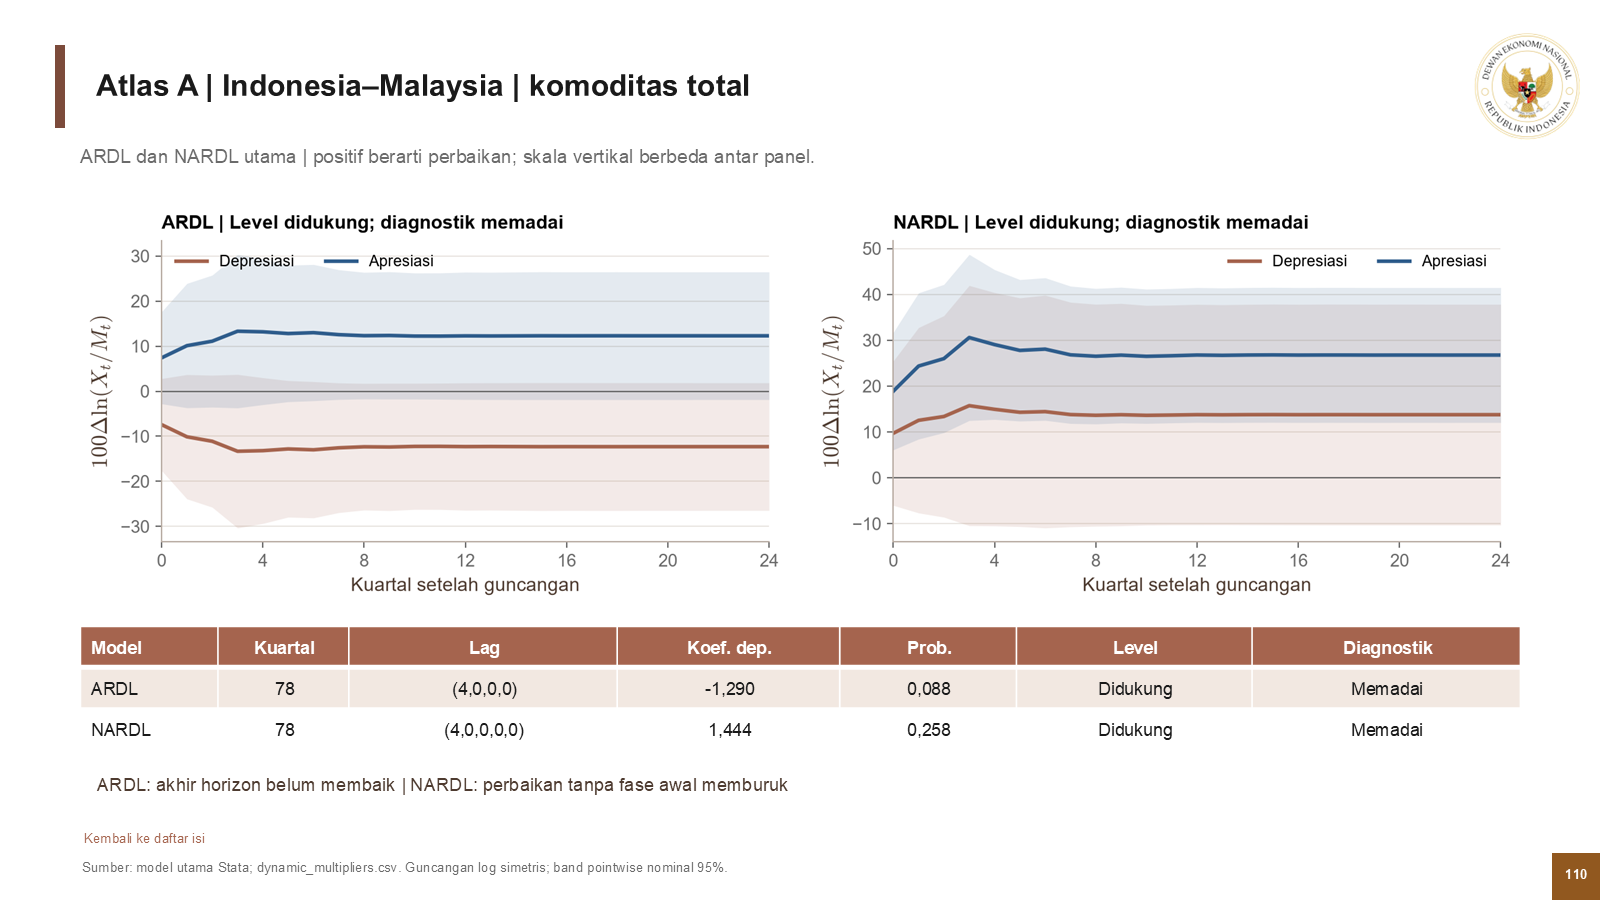 Atlas A | Indonesia–Malaysia | komoditas total
DEWAN EKONOMI NASIONAL
REPUBLIK INDONESIA
ARDL dan NARDL utama | positif berarti perbaikan; skala vertikal berbeda antar panel.
ARDL | Level didukung; diagnostik memadai
Depresiasi Apresiasi
100Δln(Xₜ/Mₜ)
30
20
10
0
−10
−20
−30
0 4 8 12 16 20 24
Kuartal setelah guncangan
NARDL | Level didukung; diagnostik memadai
Depresiasi Apresiasi
100Δln(Xₜ/Mₜ)
50
40
30
20
10
0
−10
0 4 8 12 16 20 24
Kuartal setelah guncangan
Model Kuartal Lag Koef. dep. Prob. Level Diagnostik
ARDL 78 (4,0,0,0) -1,290 0,088 Didukung Memadai
NARDL 78 (4,0,0,0,0) 1,444 0,258 Didukung Memadai
ARDL: akhir horizon belum membaik | NARDL: perbaikan tanpa fase awal memburuk
Kembali ke daftar isi
Sumber: model utama Stata; dynamic_multipliers.csv. Guncangan log simetris; band pointwise nominal 95%.
110